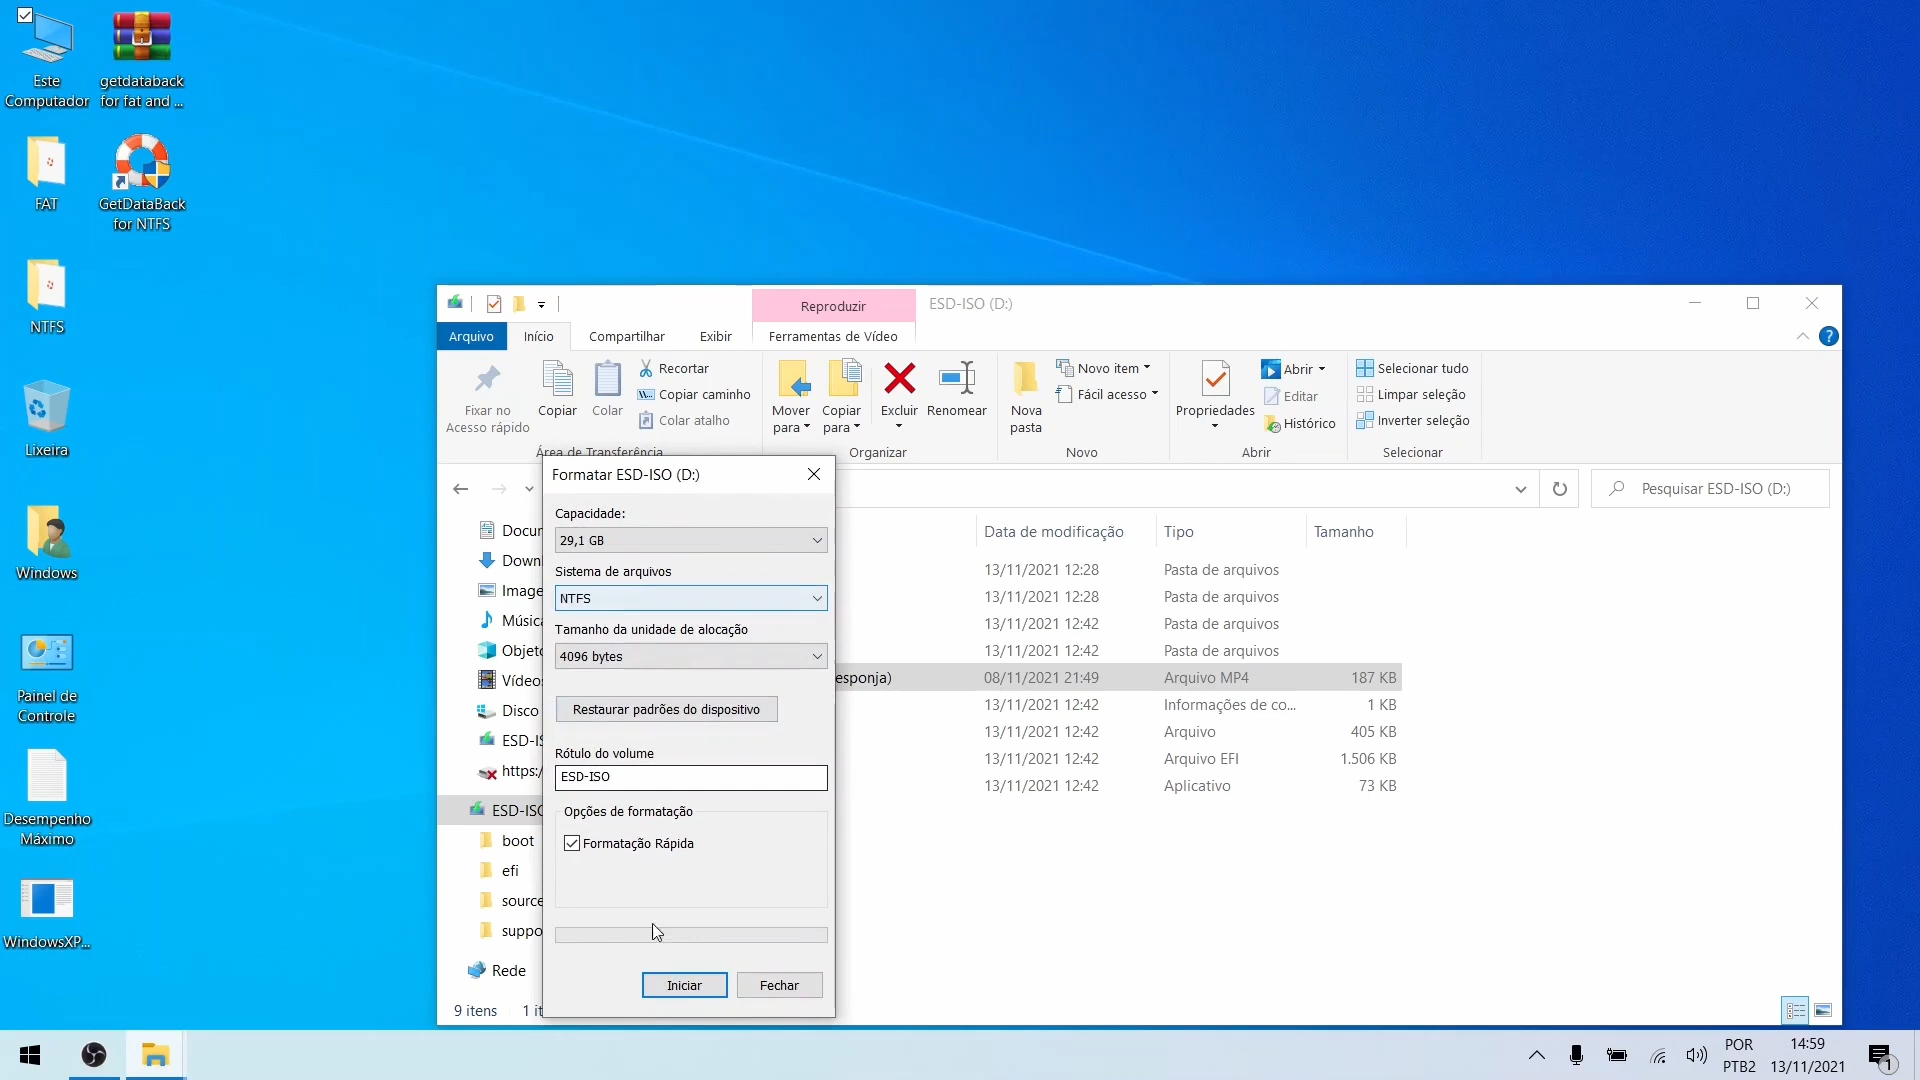 Este
Computador
getdataback
for fat and ...
FAT
GetDataBack
for NTFS
NTFS
Lixeira
Windows
Painel de
Controle
Desempenho
Máximo
WindowsXP...
Reproduzir
ESD-ISO (D:)
Arquivo
Início
Compartilhar
Exibir
Ferramentas de Vídeo
Fixar no
Acesso rápido
Copiar
Colar
Recortar
Copiar caminho
Colar atalho
Área de Transferência
Mover
para
Copiar
para
Excluir
Renomear
Organizar
Nova
pasta
Novo item
Fácil acesso
Novo
Propriedades
Abrir
Editar
Histórico
Abrir
Selecionar tudo
Limpar seleção
Inverter seleção
Selecionar
Pesquisar ESD-ISO (D:)
Data de modificação
Tipo
Tamanho
13/11/2021 12:28 Pasta de arquivos
13/11/2021 12:28 Pasta de arquivos
13/11/2021 12:42 Pasta de arquivos
13/11/2021 12:42 Pasta de arquivos
esponja) 08/11/2021 21:49 Arquivo MP4 187 KB
13/11/2021 12:42 Informações de co... 1 KB
13/11/2021 12:42 Arquivo 405 KB
13/11/2021 12:42 Arquivo EFI 1.506 KB
13/11/2021 12:42 Aplicativo 73 KB
Docun
Down
Image
Música
Objeto
Vídeo
Disco
ESD-IS
https:/
ESD-ISO
boot
efi
source
suppo
Rede
9 itens
1 it
Formatar ESD-ISO (D:)
Capacidade:
29,1 GB
Sistema de arquivos
NTFS
Tamanho da unidade de alocação
4096 bytes
Restaurar padrões do dispositivo
Rótulo do volume
ESD-ISO
Opções de formatação
Formatação Rápida
Iniciar
Fechar
POR
PTB2
14:59
13/11/2021
1